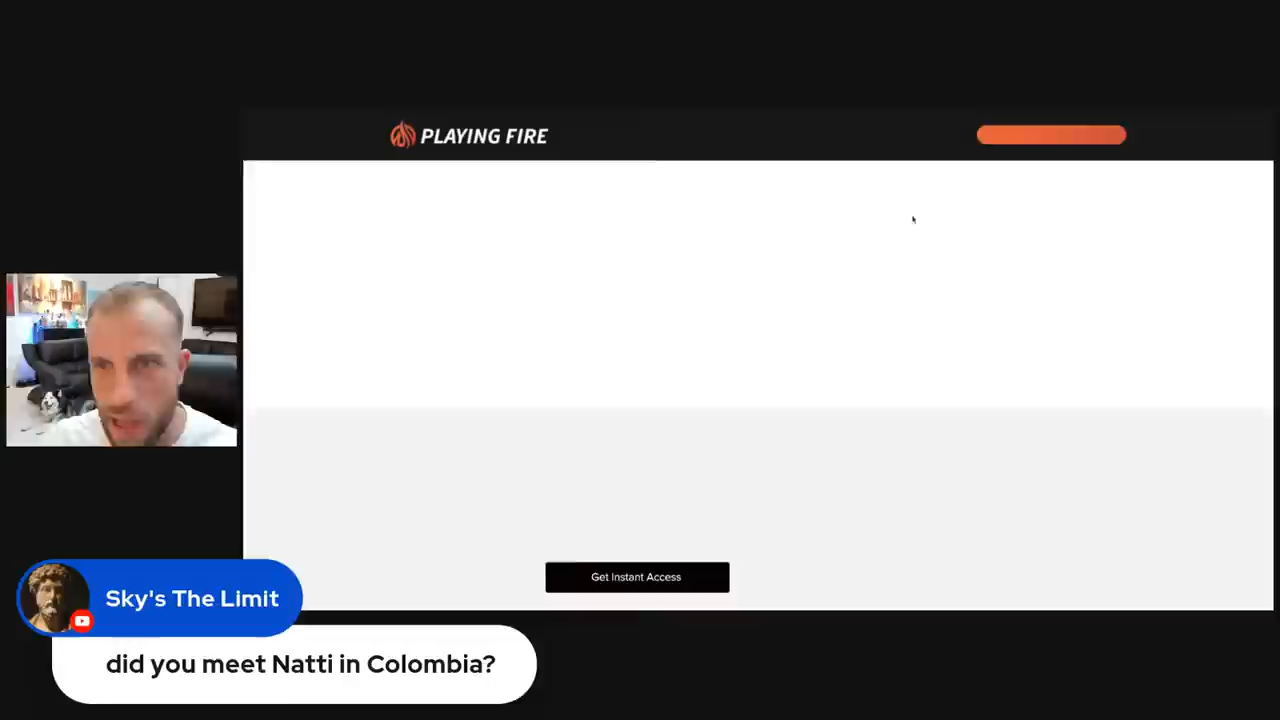 PLAYING FIRE
Get Instant Access
Sky's The Limit
did you meet Natti in Colombia?